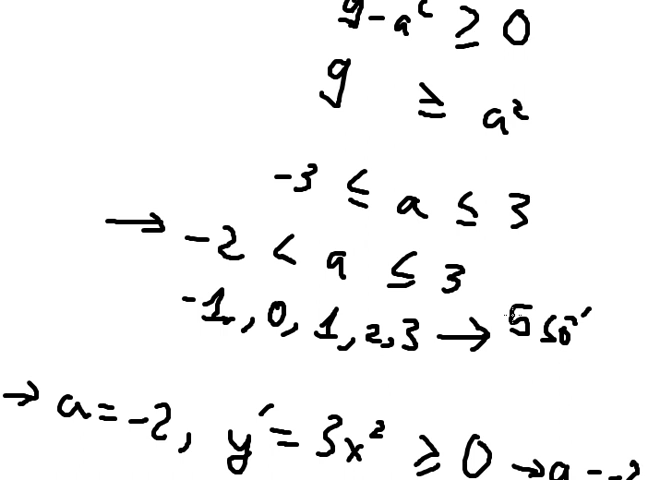 9-a² ≥ 0
9 ≥ a²
-3 ≤ a ≤ 3
→ -2 < a ≤ 3
-1, 0, 1, 2, 3 → 5 số
→ a = -2, y' = 3x² ≥ 0 → a = -2